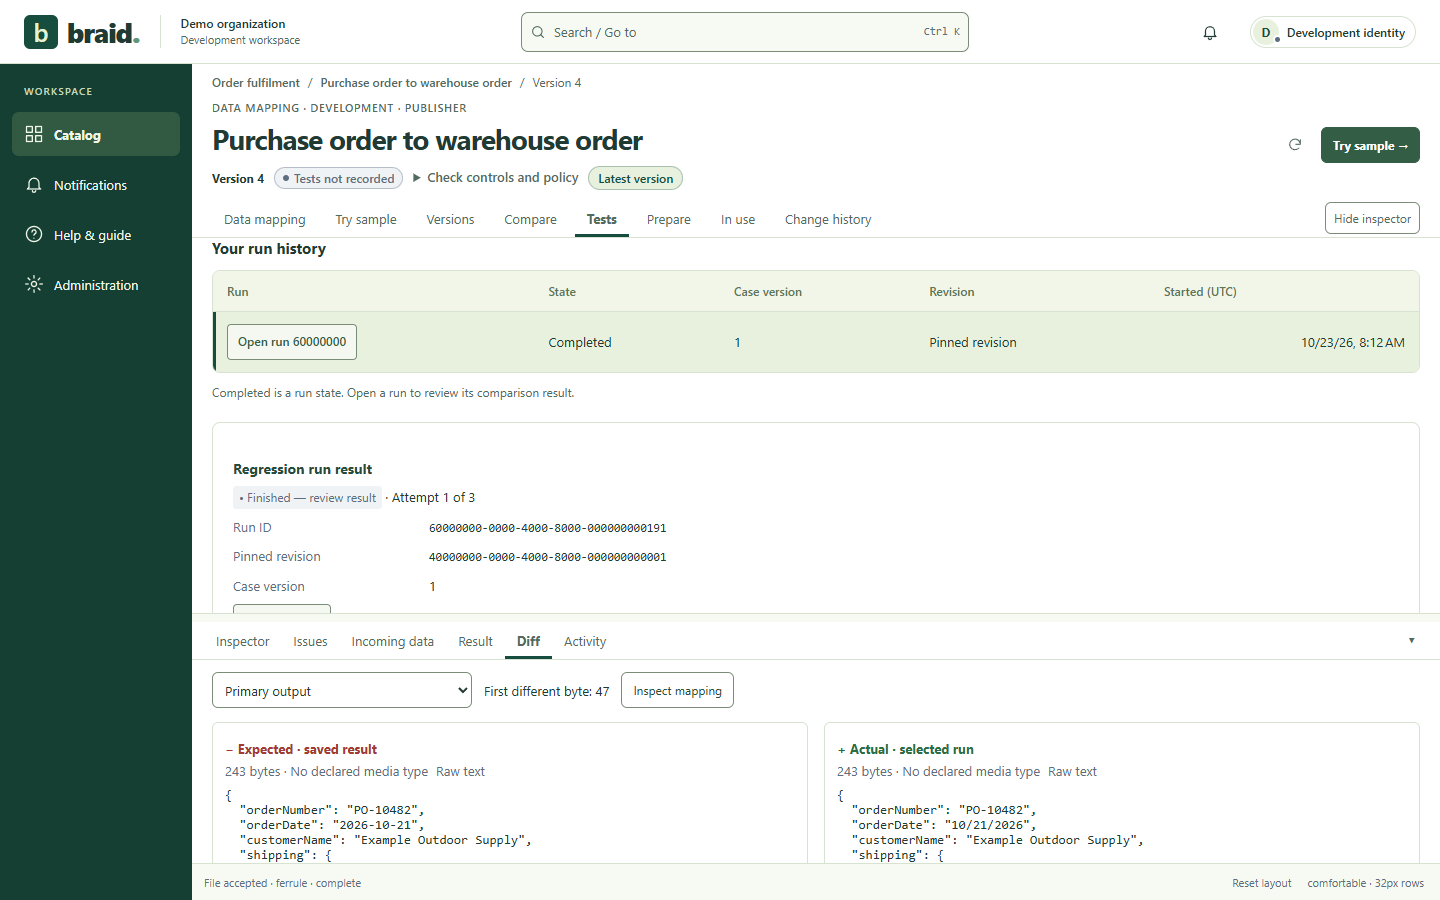 b braid.
Demo organization
Development workspace
Search / Go to
Ctrl K
D
Development identity
WORKSPACE
Catalog
Notifications
Help & guide
Administration
Order fulfilment / Purchase order to warehouse order / Version 4
DATA MAPPING · DEVELOPMENT · PUBLISHER
Purchase order to warehouse order
Try sample →
Version 4 Tests not recorded Check controls and policy Latest version
Data mapping Try sample Versions Compare Tests Prepare In use Change history
Hide inspector
Your run history
Run State Case version Revision Started (UTC)
Open run 60000000 Completed 1 Pinned revision 10/23/26, 8:12 AM
Completed is a run state. Open a run to review its comparison result.
Regression run result
• Finished — review result · Attempt 1 of 3
Run ID 60000000-0000-4000-8000-000000000191
Pinned revision 40000000-0000-4000-8000-000000000001
Case version 1
Inspector Issues Incoming data Result Diff Activity
Primary output
First different byte: 47
Inspect mapping
− Expected · saved result
243 bytes · No declared media type Raw text
{
"orderNumber": "PO-10482",
"orderDate": "2026-10-21",
"customerName": "Example Outdoor Supply",
"shipping": {
+ Actual · selected run
243 bytes · No declared media type Raw text
{
"orderNumber": "PO-10482",
"orderDate": "10/21/2026",
"customerName": "Example Outdoor Supply",
"shipping": {
File accepted · ferrule · complete
Reset layout
comfortable · 32px rows